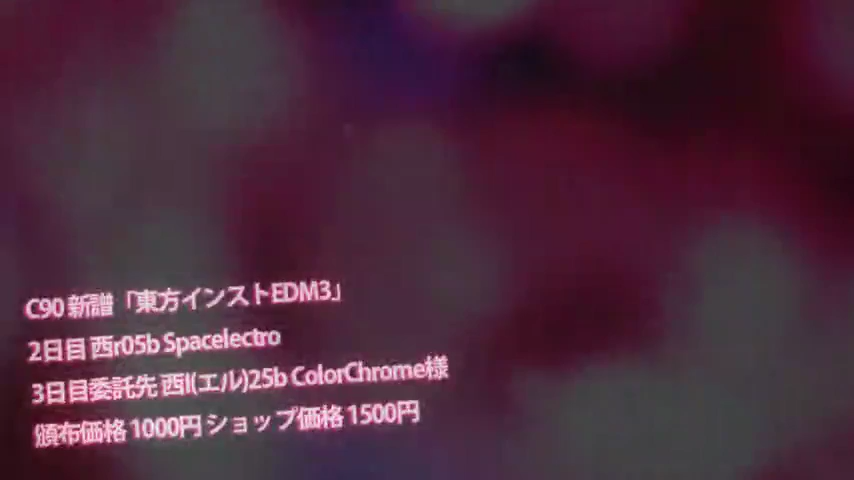 C90 新譜「東方インストEDM3」
2日目 西r05b Spacelectro
3日目委託先 西l(エル)25b ColorChrome様
頒布価格 1000円 ショップ価格 1500円